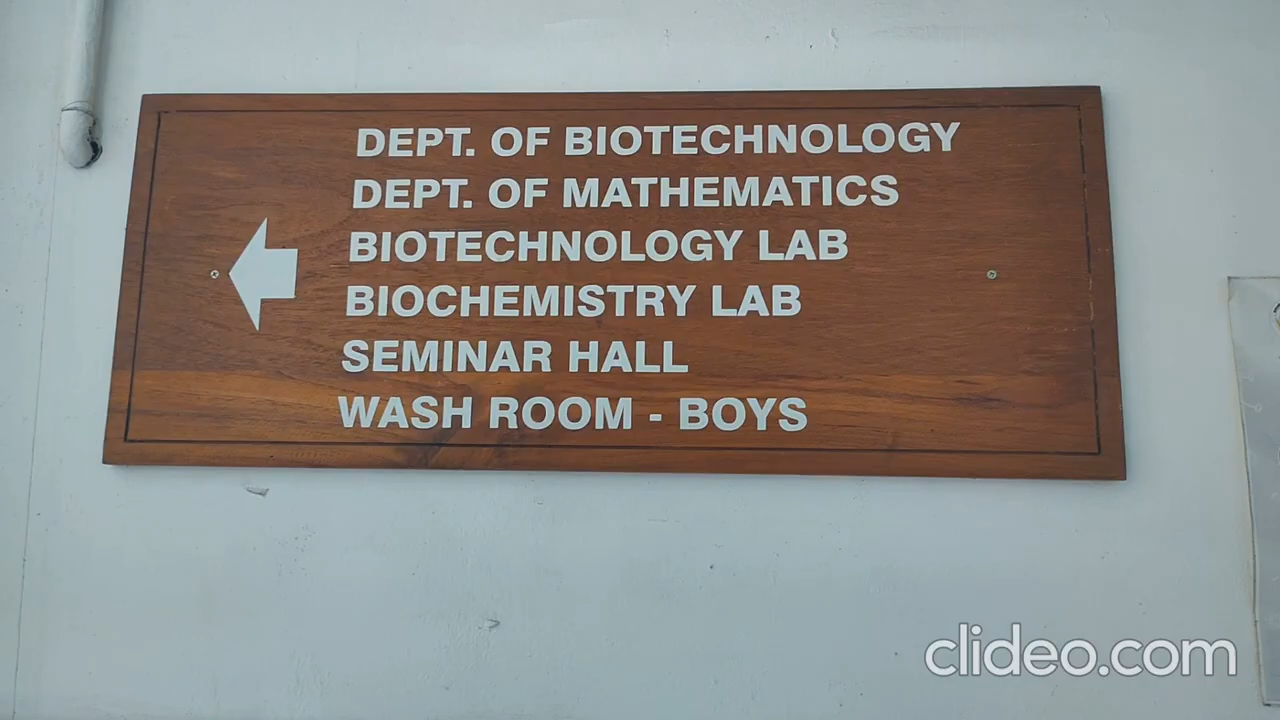 DEPT. OF BIOTECHNOLOGY
DEPT. OF MATHEMATICS
BIOTECHNOLOGY LAB
BIOCHEMISTRY LAB
SEMINAR HALL
WASH ROOM - BOYS
clideo.com